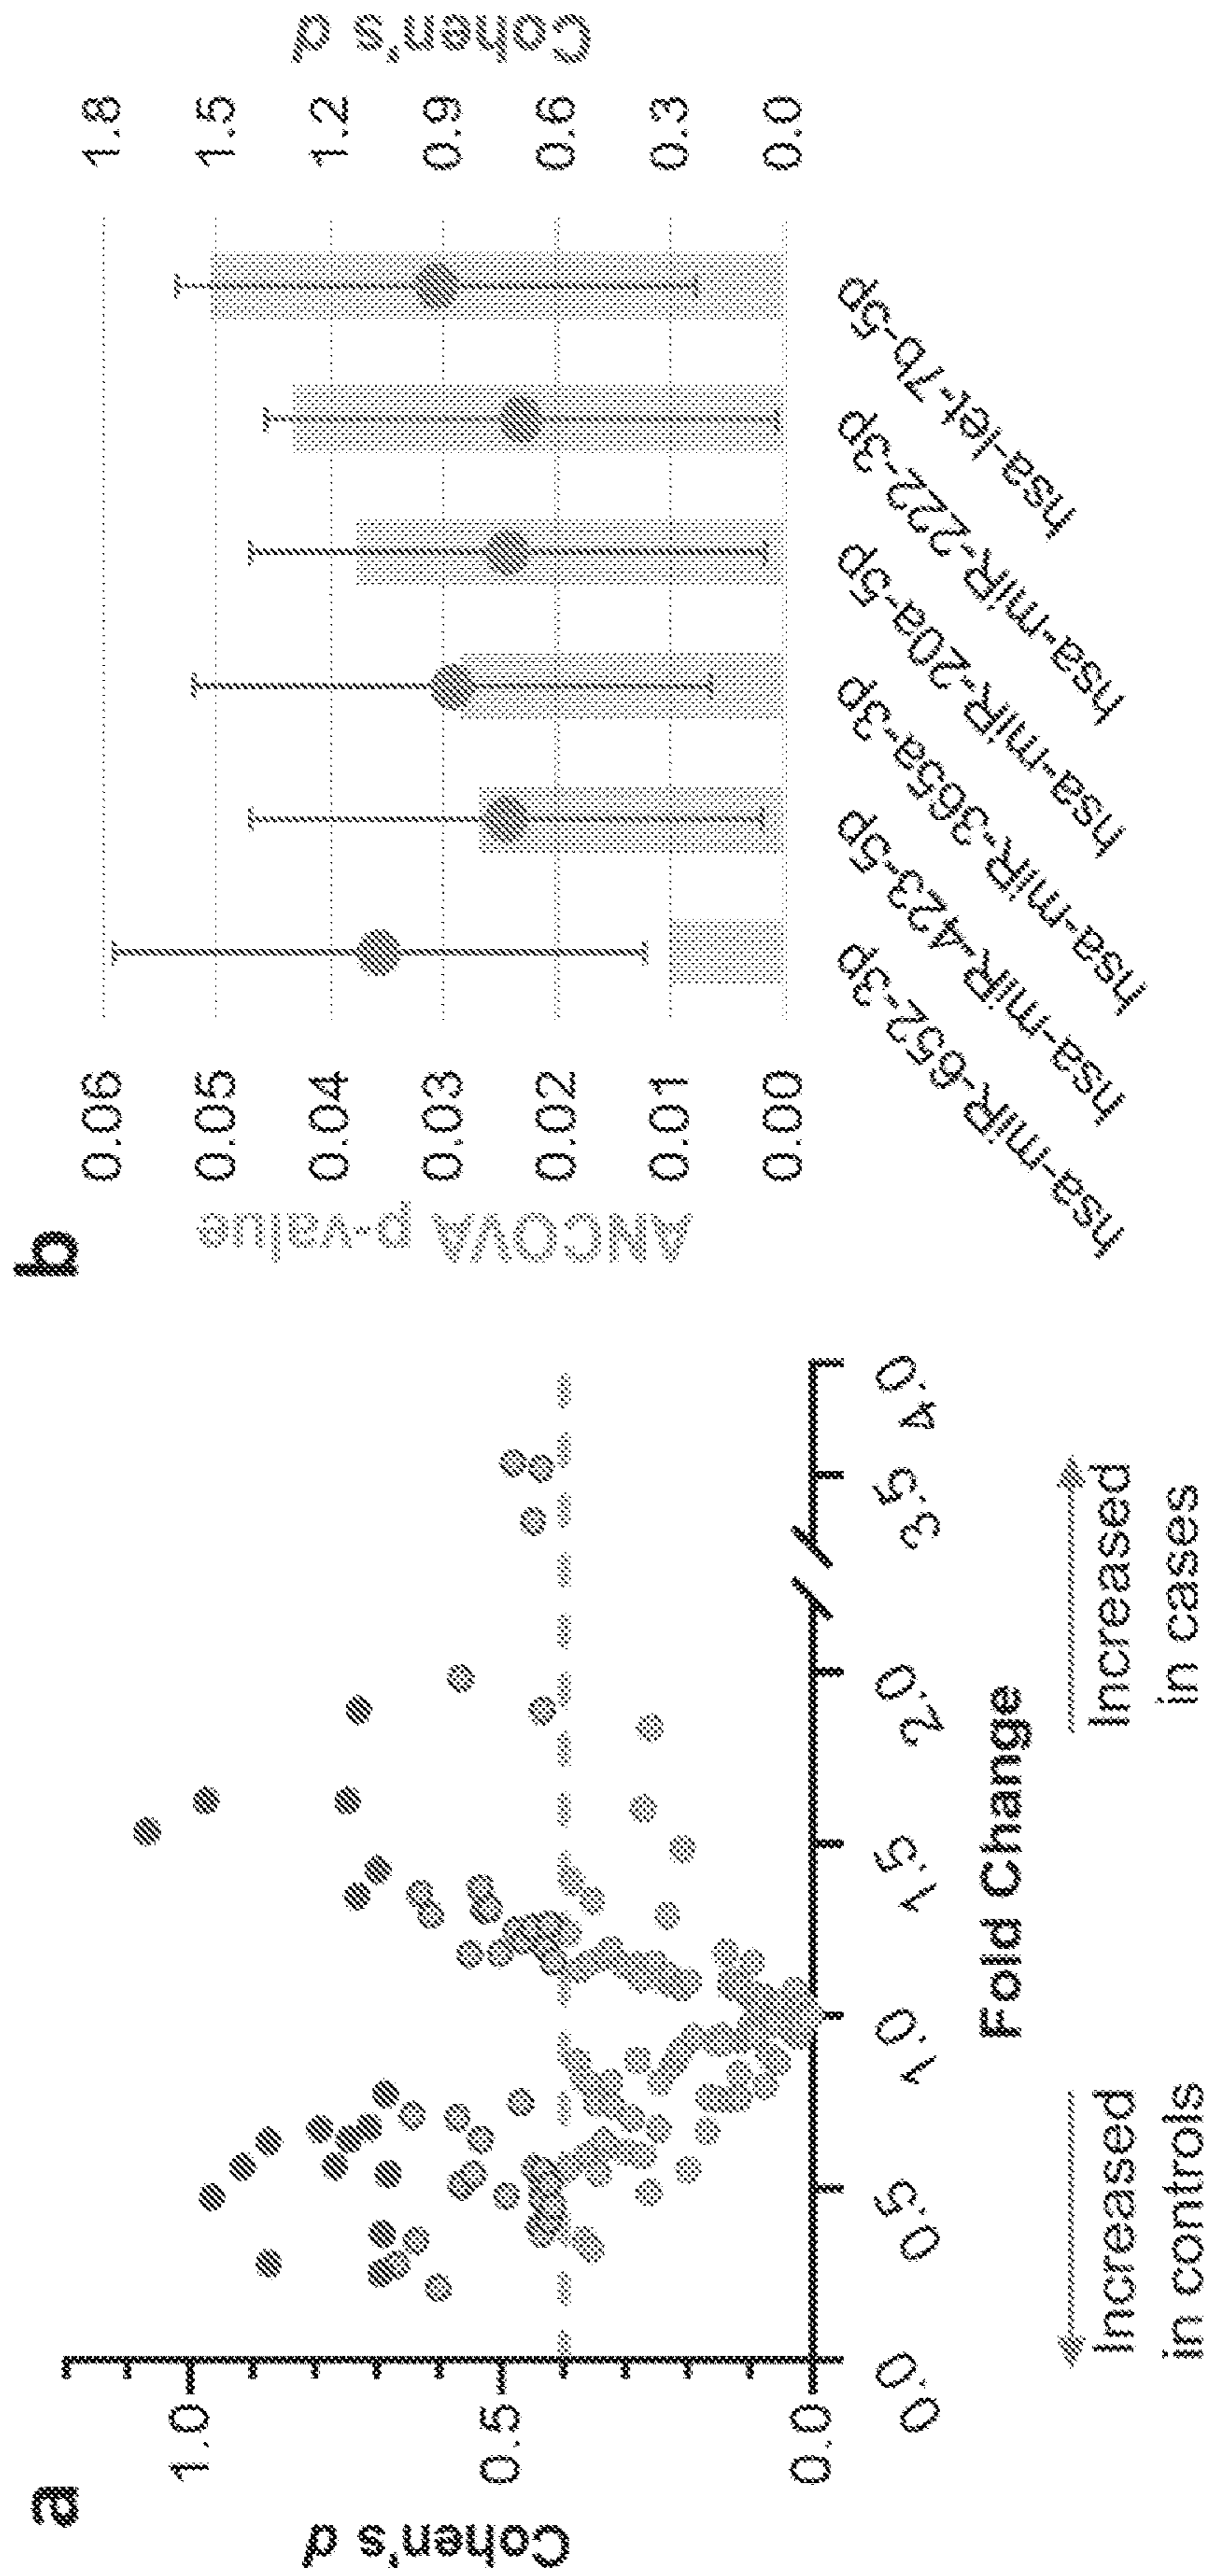 a
Cohen's d
1.0
0.5
0.0
0.0
0.5
1.0
1.5
2.0
3.5
4.0
Fold Change
Increased
in controls
Increased
in cases
b
ANCOVA p-value
0.06
0.05
0.04
0.03
0.02
0.01
0.00
Cohen's d
1.8
1.5
1.2
0.9
0.6
0.3
0.0
hsa-miR-652-3p
hsa-miR-423-5p
hsa-miR-365a-3p
hsa-miR-20a-5p
hsa-miR-222-3p
hsa-let-7b-5p